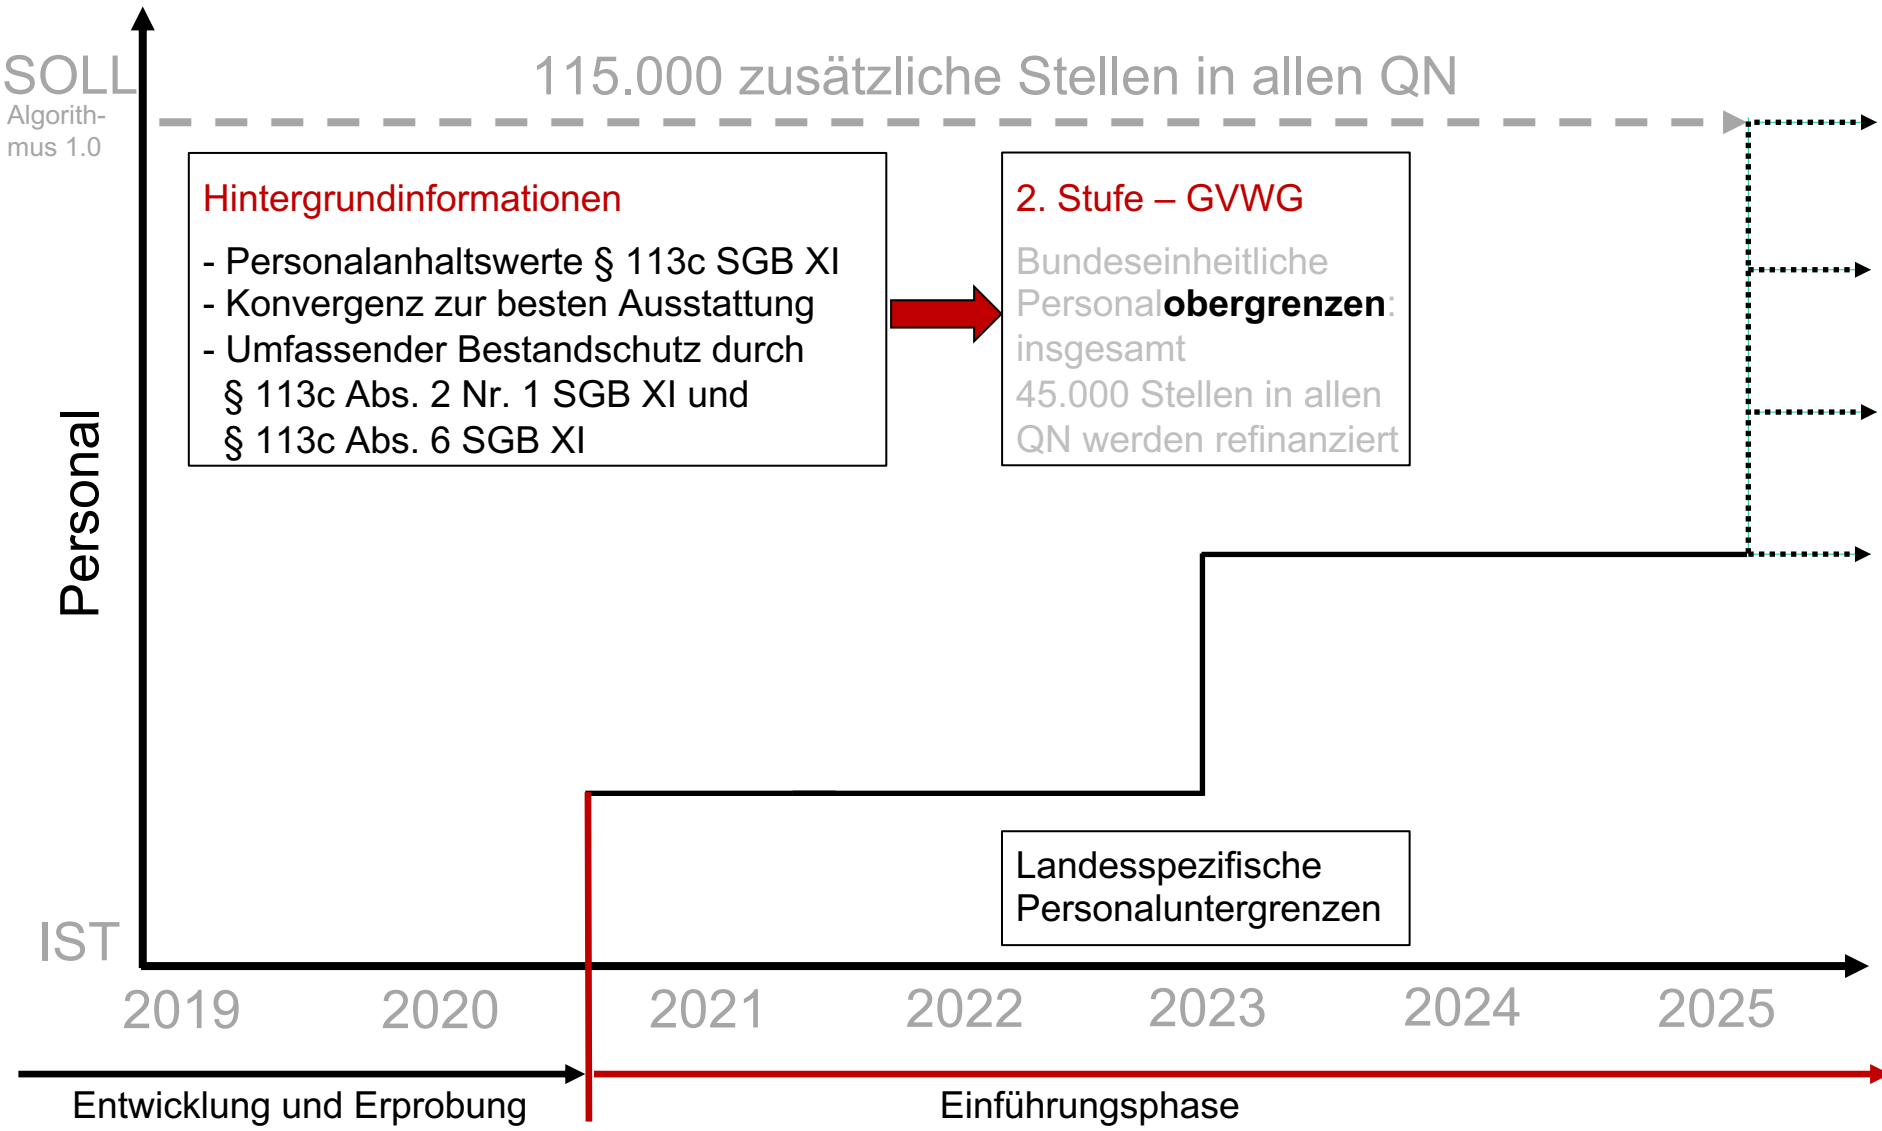 SOLL
Algorith-
mus 1.0
115.000 zusätzliche Stellen in allen QN
Hintergrundinformationen
- Personalanhaltswerte § 113c SGB XI
- Konvergenz zur besten Ausstattung
- Umfassender Bestandschutz durch
§ 113c Abs. 2 Nr. 1 SGB XI und
§ 113c Abs. 6 SGB XI
2. Stufe – GVWG
Bundeseinheitliche
Personalobergrenzen:
insgesamt
45.000 Stellen in allen
QN werden refinanziert
Personal
Landesspezifische
Personaluntergrenzen
IST
2019 2020 2021 2022 2023 2024 2025
Entwicklung und Erprobung
Einführungsphase